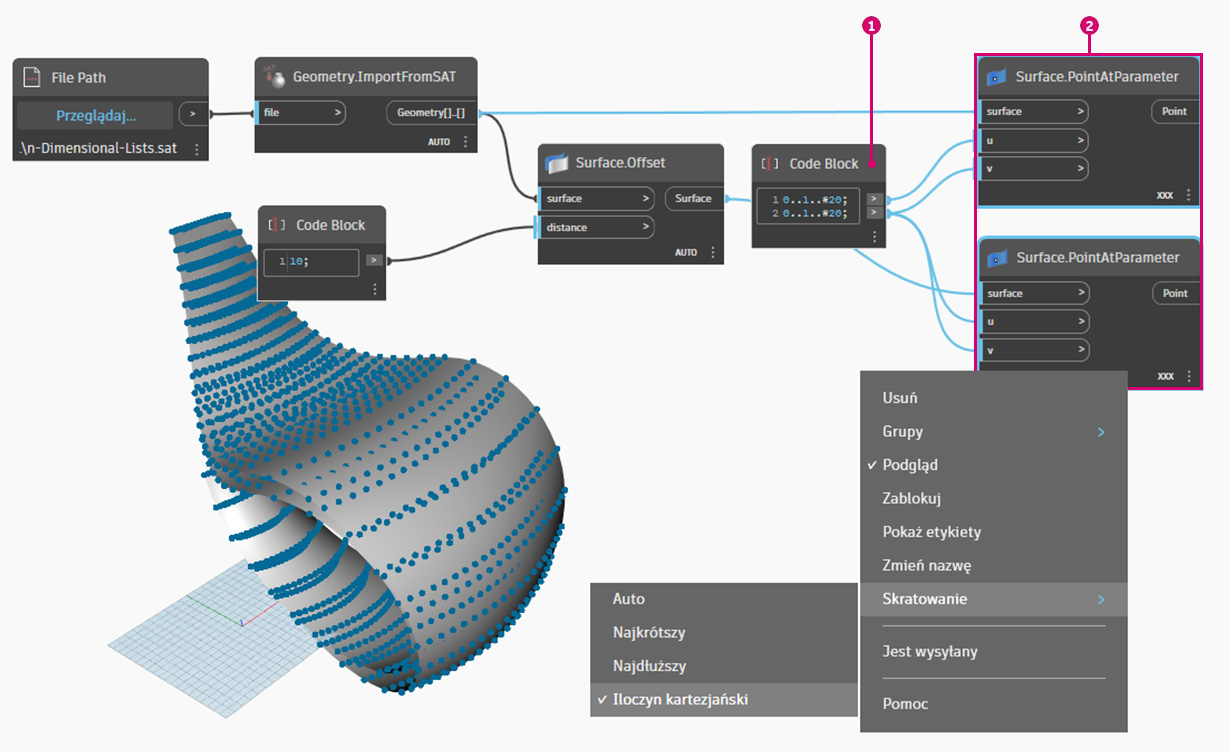 1
2
File Path
Przeglądaj...
>
.\n-Dimensional-Lists.sat
SAT
Geometry.ImportFromSAT
file >
Geometry[]..[]
AUTO
Surface.PointAtParameter
surface >
Point
u >
v >
XXX
Surface.Offset
surface >
Surface
distance >
AUTO
Code Block
1 0..1..#20; >
2 0..1..#20; >
Code Block
1 10; >
Surface.PointAtParameter
surface >
Point
u >
v >
XXX
Usuń
Grupy >
✓ Podgląd
Zablokuj
Pokaż etykiety
Zmień nazwę
Skratowanie >
Jest wysyłany
Pomoc
Auto
Najkrótszy
Najdłuższy
✓ Iloczyn kartezjański